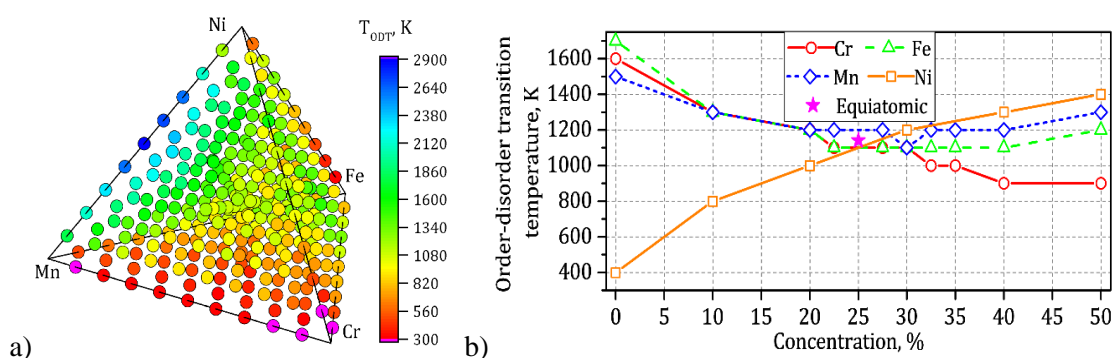 Ni
Fe
Mn
Cr
T_ODT, K
2900
2640
2380
2120
1860
1600
1340
1080
820
560
300
a)
Order-disorder transition
temperature, K
1600
1400
1200
1000
800
600
400
Cr Fe
Mn Ni
Equiatomic
0 5 10 15 20 25 30 35 40 45 50
Concentration, %
b)